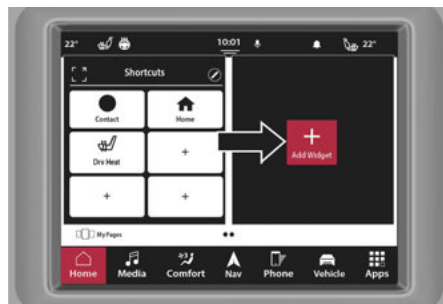 22°
10:01
22°
Shortcuts
Contact
Home
Drv Heat
+
+
+
+
Add Widget
My Pages
Home
Media
Comfort
Nav
Phone
Vehicle
Apps